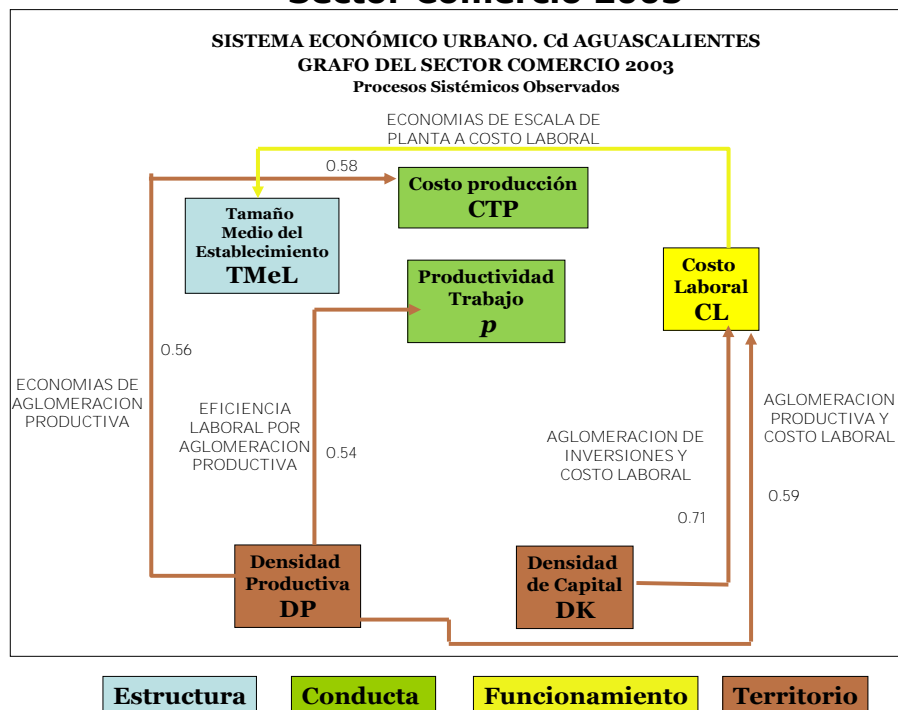 Sector Comercio 2003
SISTEMA ECONÓMICO URBANO. Cd AGUASCALIENTES
GRAFO DEL SECTOR COMERCIO 2003
Procesos Sistémicos Observados
ECONOMIAS DE ESCALA DE
PLANTA A COSTO LABORAL
0.58
Costo producción
CTP
Tamaño
Medio del
Establecimiento
TMeL
Productividad
Trabajo
p
Costo
Laboral
CL
0.56
ECONOMIAS DE
AGLOMERACION
PRODUCTIVA
EFICIENCIA
LABORAL POR
AGLOMERACION
PRODUCTIVA
0.54
AGLOMERACION DE
INVERSIONES Y
COSTO LABORAL
0.71
AGLOMERACION
PRODUCTIVA Y
COSTO LABORAL
0.59
Densidad
Productiva
DP
Densidad
de Capital
DK
Estructura
Conducta
Funcionamiento
Territorio